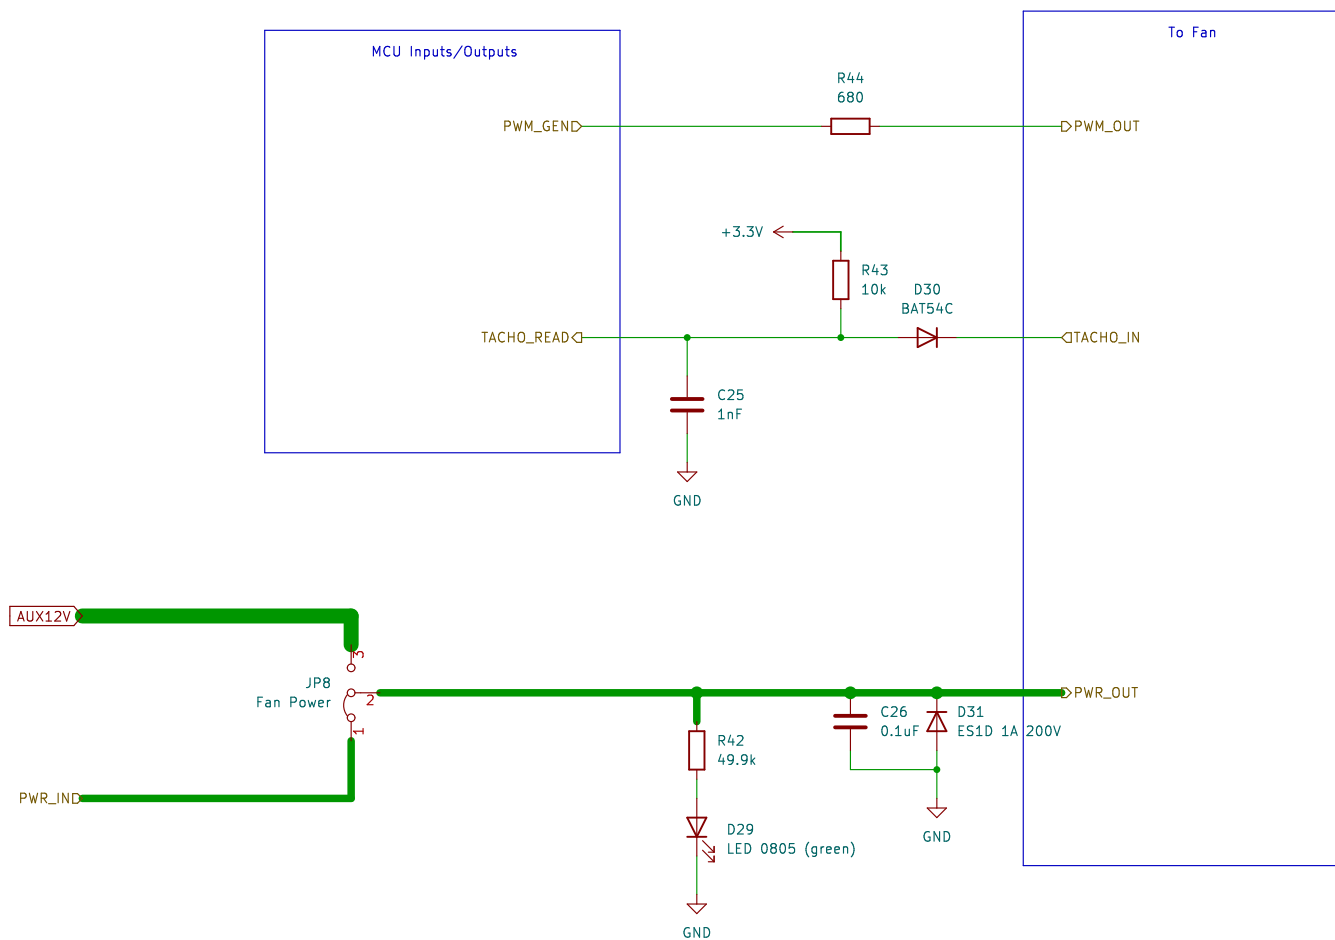 To Fan
MCU Inputs/Outputs
R44
680
PWM_GEN
PWM_OUT
+3.3V
R43
10k
D30
BAT54C
TACHO_READ
TACHO_IN
C25
1nF
GND
AUX12V
3
JP8
Fan Power
2
1
PWR_OUT
C26
0.1uF
D31
ES1D 1A 200V
R42
49.9k
PWR_IN
D29
LED 0805 (green)
GND
GND